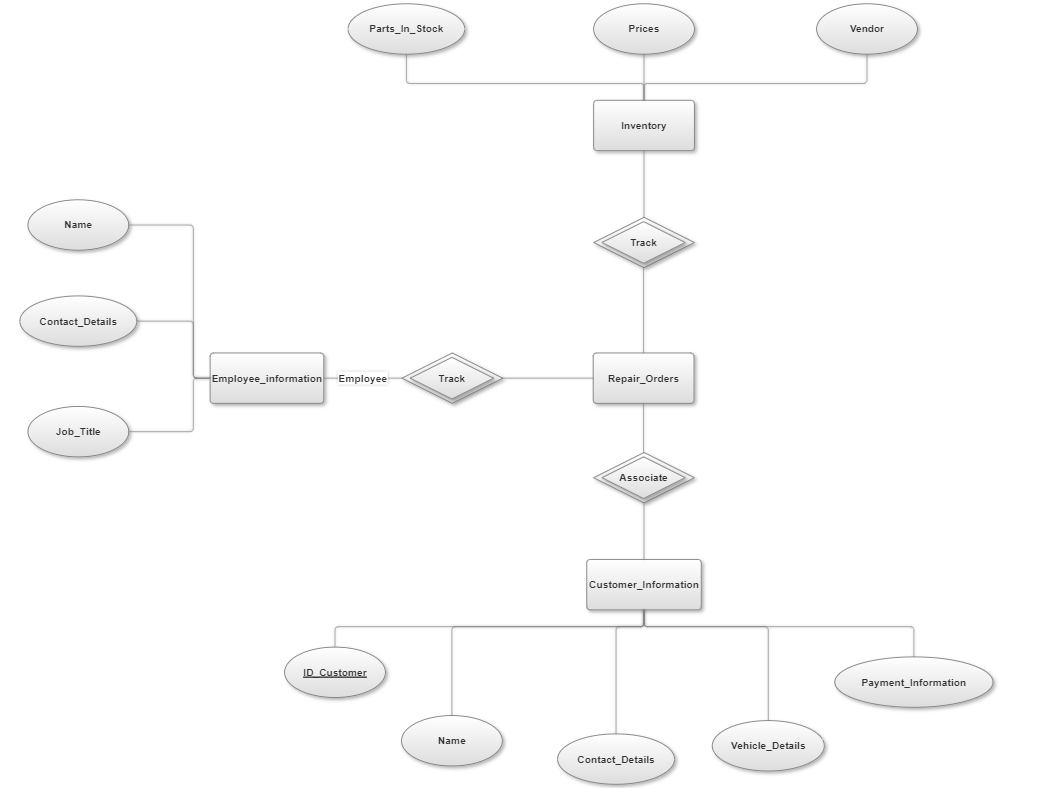 Parts_In_Stock
Prices
Vendor
Inventory
Name
Track
Contact_Details
Employee_information
Employee
Track
Repair_Orders
Job_Title
Associate
Customer_Information
ID_Customer
Payment_Information
Name
Vehicle_Details
Contact_Details